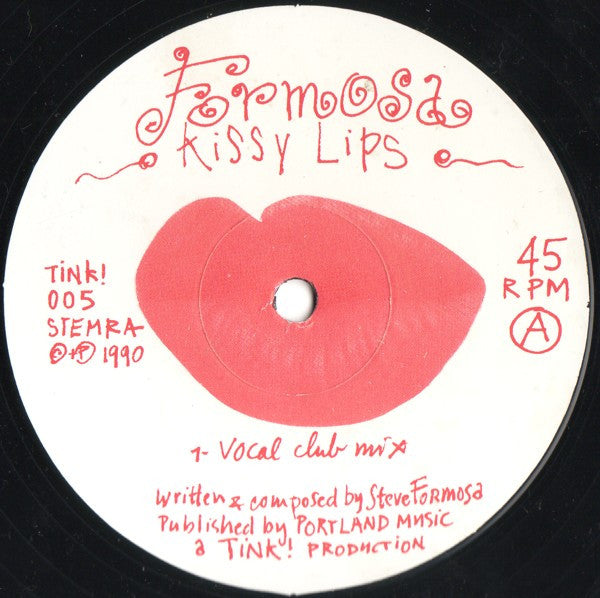 Formosa
Kissy Lips
Tink!
005
STEMRA
©+℗ 1990
45
RPM
A
1- Vocal club mix
written & composed by Steve Formosa
Published by PORTLAND MUSIC
a Tink! PRODUCTION